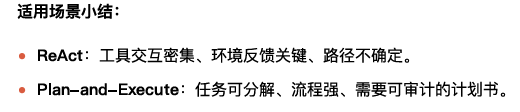 适用场景小结：
• ReAct：工具交互密集、环境反馈关键、路径不确定。
• Plan-and-Execute：任务可分解、流程强、需要可审计的计划书。